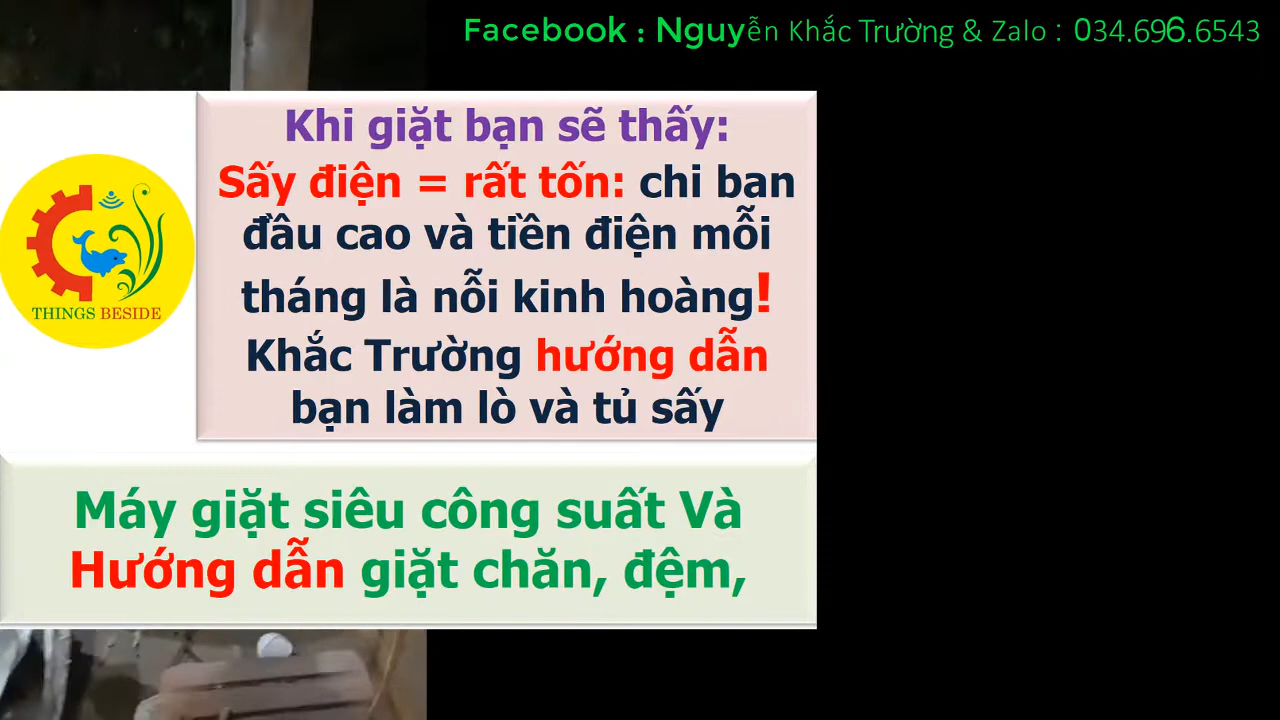 Facebook : Nguyễn Khắc Trường & Zalo : 034.696.6543
Khi giặt bạn sẽ thấy:
Sấy điện = rất tốn: chi ban
đầu cao và tiền điện mỗi
tháng là nỗi kinh hoàng!
Khắc Trường hướng dẫn
bạn làm lò và tủ sấy
THINGS BESIDE
Máy giặt siêu công suất Và
Hướng dẫn giặt chăn, đệm,